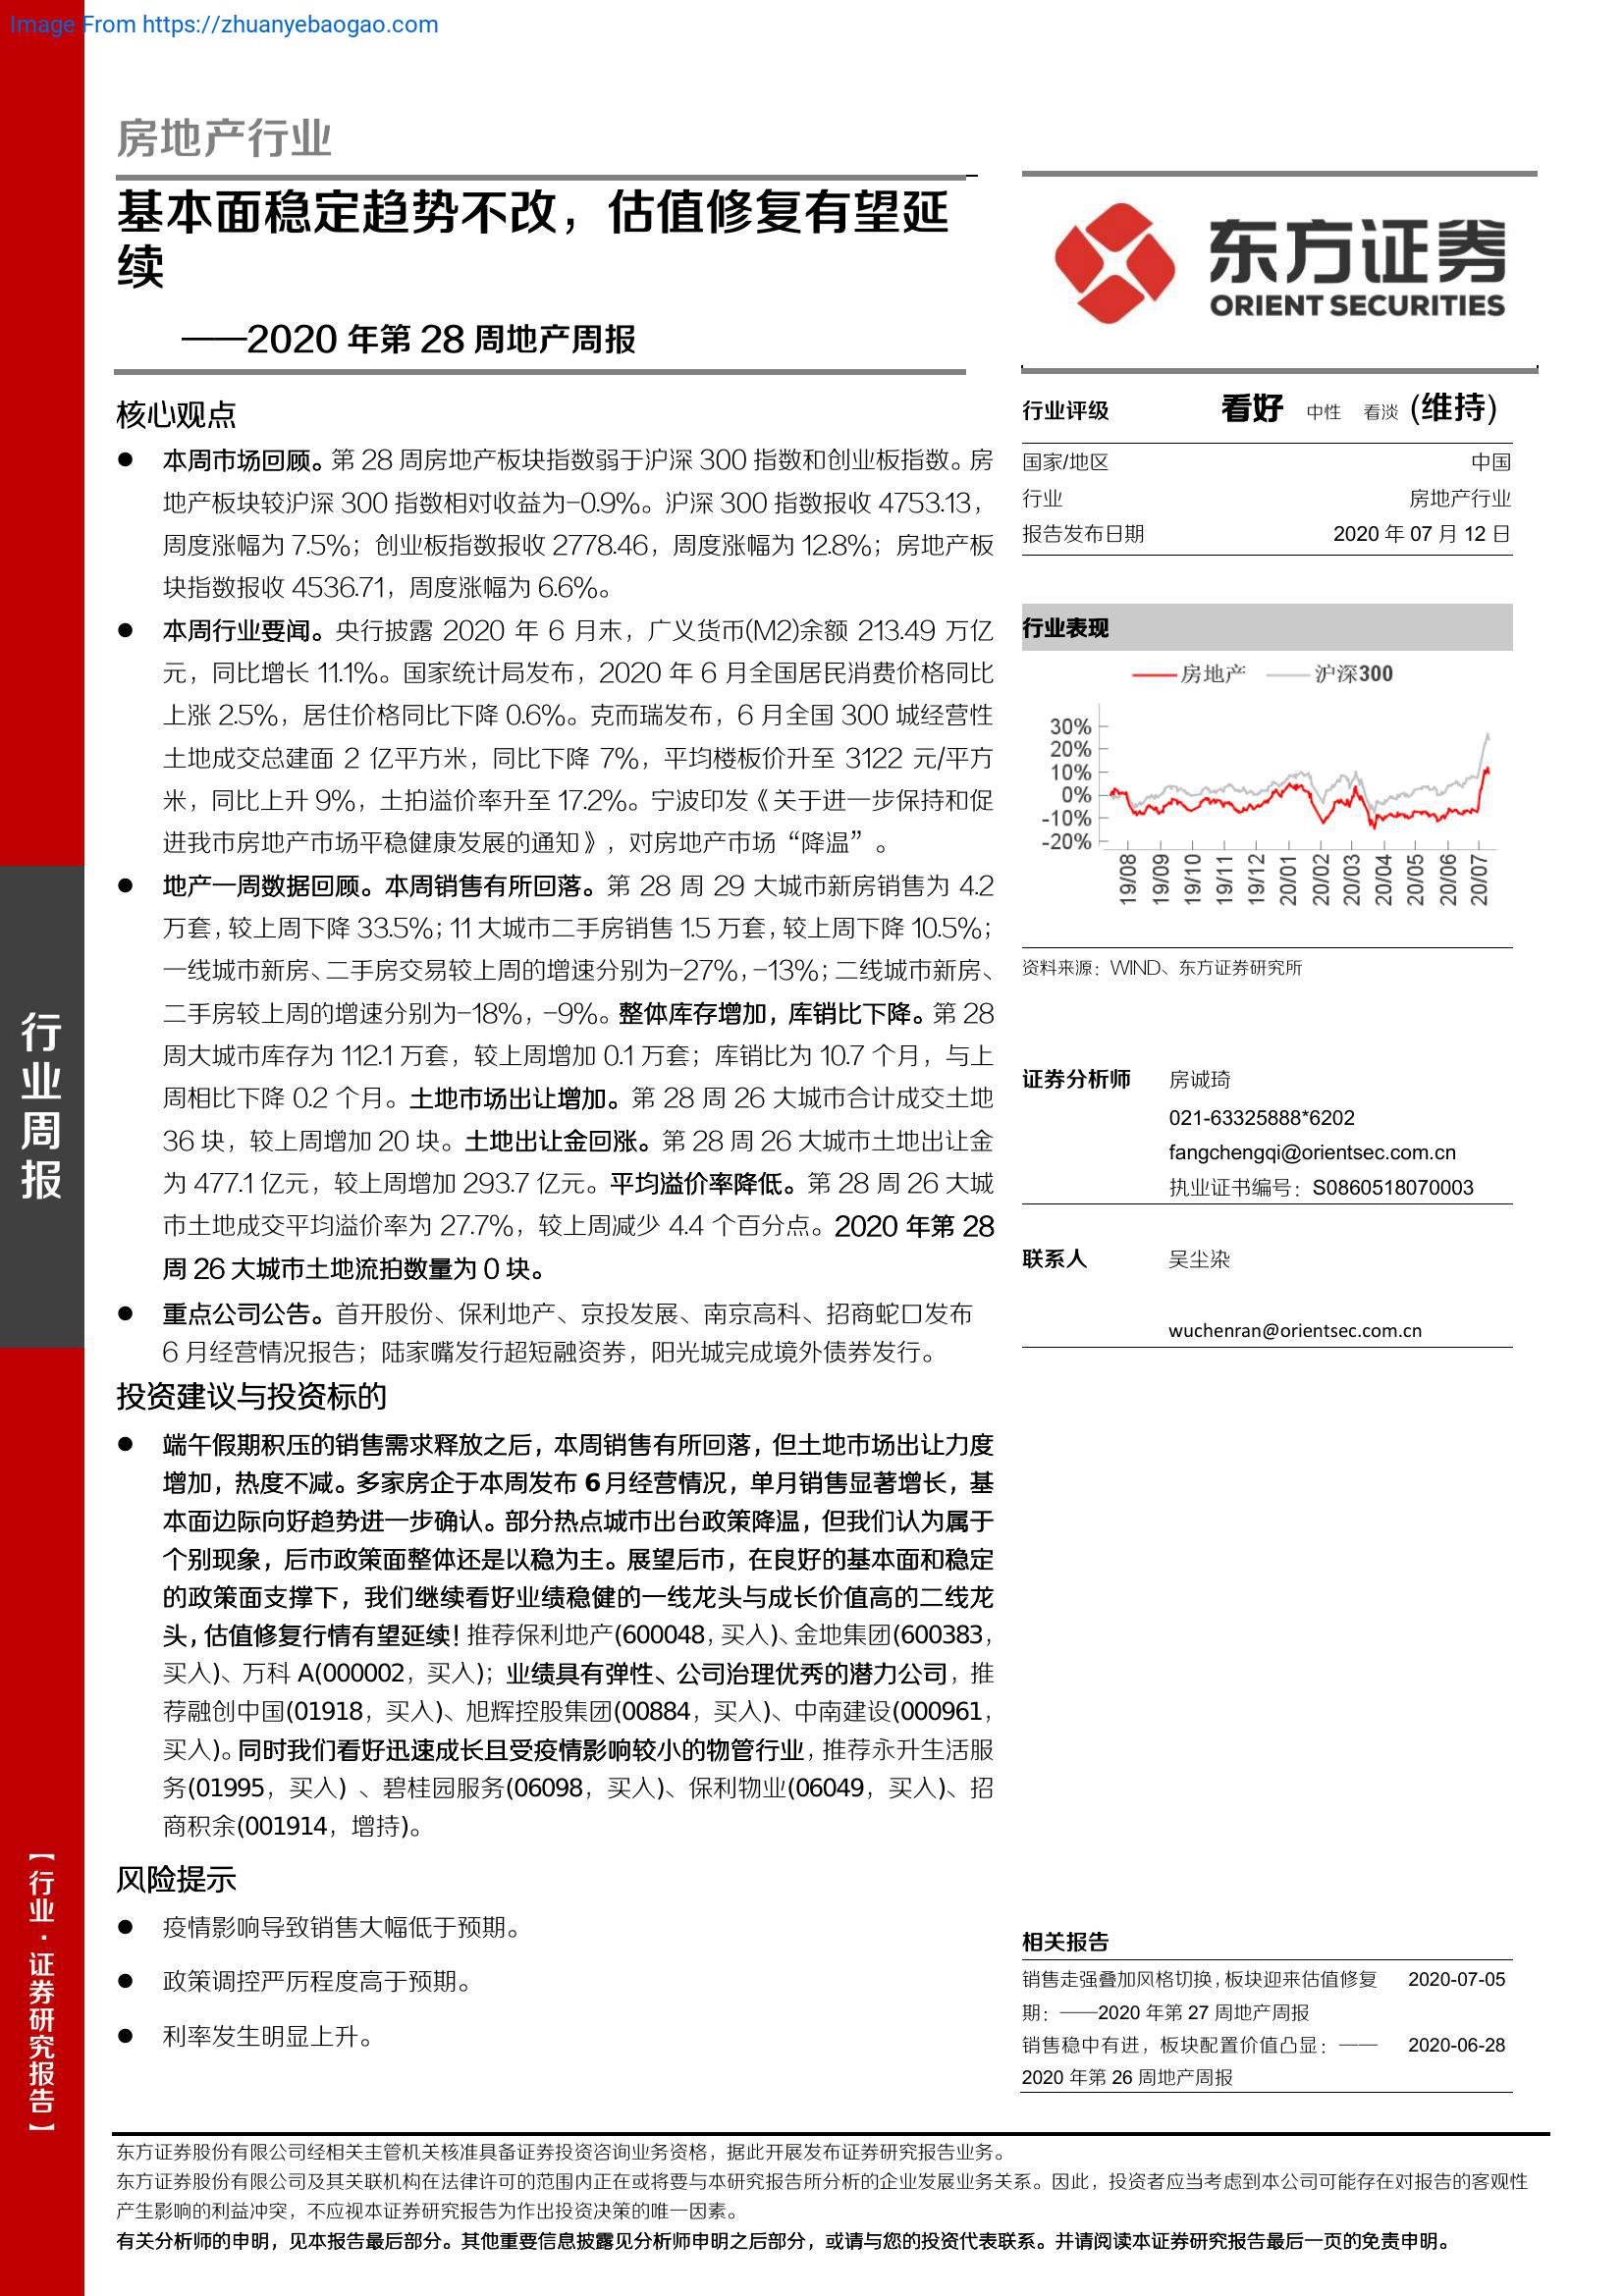 Image From https://zhuanyebaogao.com
房地产行业
基本面稳定趋势不改，估值修复有望延
续
——2020 年第 28 周地产周报
东方证券
ORIENT SECURITIES
核心观点
● 本周市场回顾。第 28 周房地产板块指数弱于沪深 300 指数和创业板指数。房
地产板块较沪深 300 指数相对收益为-0.9%。沪深 300 指数报收 4753.13，
周度涨幅为 7.5%；创业板指数报收 2778.46，周度涨幅为 12.8%；房地产板
块指数报收 4536.71，周度涨幅为 6.6%。
● 本周行业要闻。央行披露 2020 年 6 月末，广义货币(M2)余额 213.49 万亿
元，同比增长 11.1%。国家统计局发布，2020 年 6 月全国居民消费价格同比
上涨 2.5%，居住价格同比下降 0.6%。克而瑞发布，6 月全国 300 城经营性
土地成交总建面 2 亿平方米，同比下降 7%，平均楼板价升至 3122 元/平方
米，同比上升 9%，土拍溢价率升至 17.2%。宁波印发《关于进一步保持和促
进我市房地产市场平稳健康发展的通知》，对房地产市场“降温”。
● 地产一周数据回顾。本周销售有所回落。第 28 周 29 大城市新房销售为 4.2
万套，较上周下降 33.5%；11 大城市二手房销售 1.5 万套，较上周下降 10.5%；
一线城市新房、二手房交易较上周的增速分别为-27%，-13%；二线城市新房、
二手房较上周的增速分别为-18%，-9%。整体库存增加，库销比下降。第 28
周大城市库存为 112.1 万套，较上周增加 0.1 万套；库销比为 10.7 个月，与上
周相比下降 0.2 个月。土地市场出让增加。第 28 周 26 大城市合计成交土地
36 块，较上周增加 20 块。土地出让金回涨。第 28 周 26 大城市土地出让金
为 477.1 亿元，较上周增加 293.7 亿元。平均溢价率降低。第 28 周 26 大城
市土地成交平均溢价率为 27.7%，较上周减少 4.4 个百分点。2020 年第 28
周 26 大城市土地流拍数量为 0 块。
● 重点公司公告。首开股份、保利地产、京投发展、南京高科、招商蛇口发布
6 月经营情况报告；陆家嘴发行超短融资券，阳光城完成境外债券发行。
投资建议与投资标的
● 端午假期积压的销售需求释放之后，本周销售有所回落，但土地市场出让力度
增加，热度不减。多家房企于本周发布 6 月经营情况，单月销售显著增长，基
本面边际向好趋势进一步确认。部分热点城市出台政策降温，但我们认为属于
个别现象，后市政策面整体还是以稳为主。展望后市，在良好的基本面和稳定
的政策面支撑下，我们继续看好业绩稳健的一线龙头与成长价值高的二线龙
头，估值修复行情有望延续！推荐保利地产(600048，买入)、金地集团(600383，
买入)、万科 A(000002，买入)；业绩具有弹性、公司治理优秀的潜力公司，推
荐融创中国(01918，买入)、旭辉控股集团(00884，买入)、中南建设(000961，
买入)。同时我们看好迅速成长且受疫情影响较小的物管行业，推荐永升生活服
务(01995，买入) 、碧桂园服务(06098，买入)、保利物业(06049，买入)、招
商积余(001914，增持)。
风险提示
● 疫情影响导致销售大幅低于预期。
● 政策调控严厉程度高于预期。
● 利率发生明显上升。
行业评级 看好 中性 看淡 (维持)
国家/地区 中国
行业 房地产行业
报告发布日期 2020 年 07 月 12 日
行业表现
房地产 沪深300
30%
20%
10%
0%
-10%
-20%
19/08 19/09 19/10 19/11 19/12 20/01 20/02 20/03 20/04 20/05 20/06 20/07
资料来源：WIND、东方证券研究所
证券分析师 房诚琦
021-63325888*6202
fangchengqi@orientsec.com.cn
执业证书编号：S0860518070003
联系人 吴尘染
wuchenran@orientsec.com.cn
相关报告
销售走强叠加风格切换，板块迎来估值修复 2020-07-05
期：——2020 年第 27 周地产周报
销售稳中有进，板块配置价值凸显：—— 2020-06-28
2020 年第 26 周地产周报
行业周报
【行业·证券研究报告】
东方证券股份有限公司经相关主管机关核准具备证券投资咨询业务资格，据此开展发布证券研究报告业务。
东方证券股份有限公司及其关联机构在法律许可的范围内正在或将要与本研究报告所分析的企业发展业务关系。因此，投资者应当考虑到本公司可能存在对报告的客观性
产生影响的利益冲突，不应视本证券研究报告为作出投资决策的唯一因素。
有关分析师的申明，见本报告最后部分。其他重要信息披露见分析师申明之后部分，或请与您的投资代表联系。并请阅读本证券研究报告最后一页的免责申明。